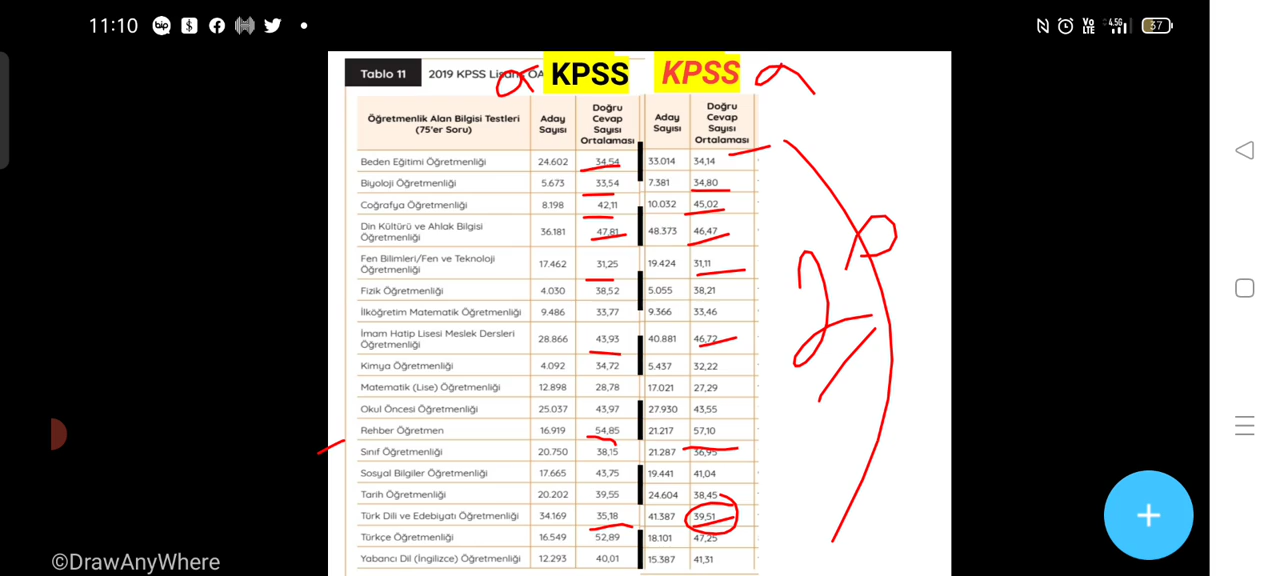 11:10 bip $ Vo LTE 4.5G 37
Tablo 11 2019 KPSS Lisans ÖA KPSS KPSS
Öğretmenlik Alan Bilgisi Testleri (75'er Soru) Aday Sayısı Doğru Cevap Sayısı Ortalaması Aday Sayısı Doğru Cevap Sayısı Ortalaması
Beden Eğitimi Öğretmenliği 24.602 34,54 33.014 34,14
Biyoloji Öğretmenliği 5.673 33,54 7.381 34,80
Coğrafya Öğretmenliği 8.198 42,11 10.032 45,02
Din Kültürü ve Ahlak Bilgisi Öğretmenliği 36.181 47,81 48.373 46,47
Fen Bilimleri/Fen ve Teknoloji Öğretmenliği 17.462 31,25 19.424 31,11
Fizik Öğretmenliği 4.030 38,52 5.055 38,21
İlköğretim Matematik Öğretmenliği 9.486 33,77 9.366 33,46
İmam Hatip Lisesi Meslek Dersleri Öğretmenliği 28.866 43,93 40.881 46,72
Kimya Öğretmenliği 4.092 34,72 5.437 32,22
Matematik (Lise) Öğretmenliği 12.898 28,78 17.021 27,29
Okul Öncesi Öğretmenliği 25.037 43,97 27.930 43,55
Rehber Öğretmen 16.919 54,85 21.217 57,10
Sınıf Öğretmenliği 20.750 38,15 21.287 36,95
Sosyal Bilgiler Öğretmenliği 17.665 43,75 19.441 41,04
Tarih Öğretmenliği 20.202 39,55 24.604 38,45
Türk Dili ve Edebiyatı Öğretmenliği 34.169 35,18 41.387 39,51
Türkçe Öğretmenliği 16.549 52,89 18.101 47,25
Yabancı Dil (İngilizce) Öğretmenliği 12.293 40,01 15.387 41,31
©DrawAnyWhere